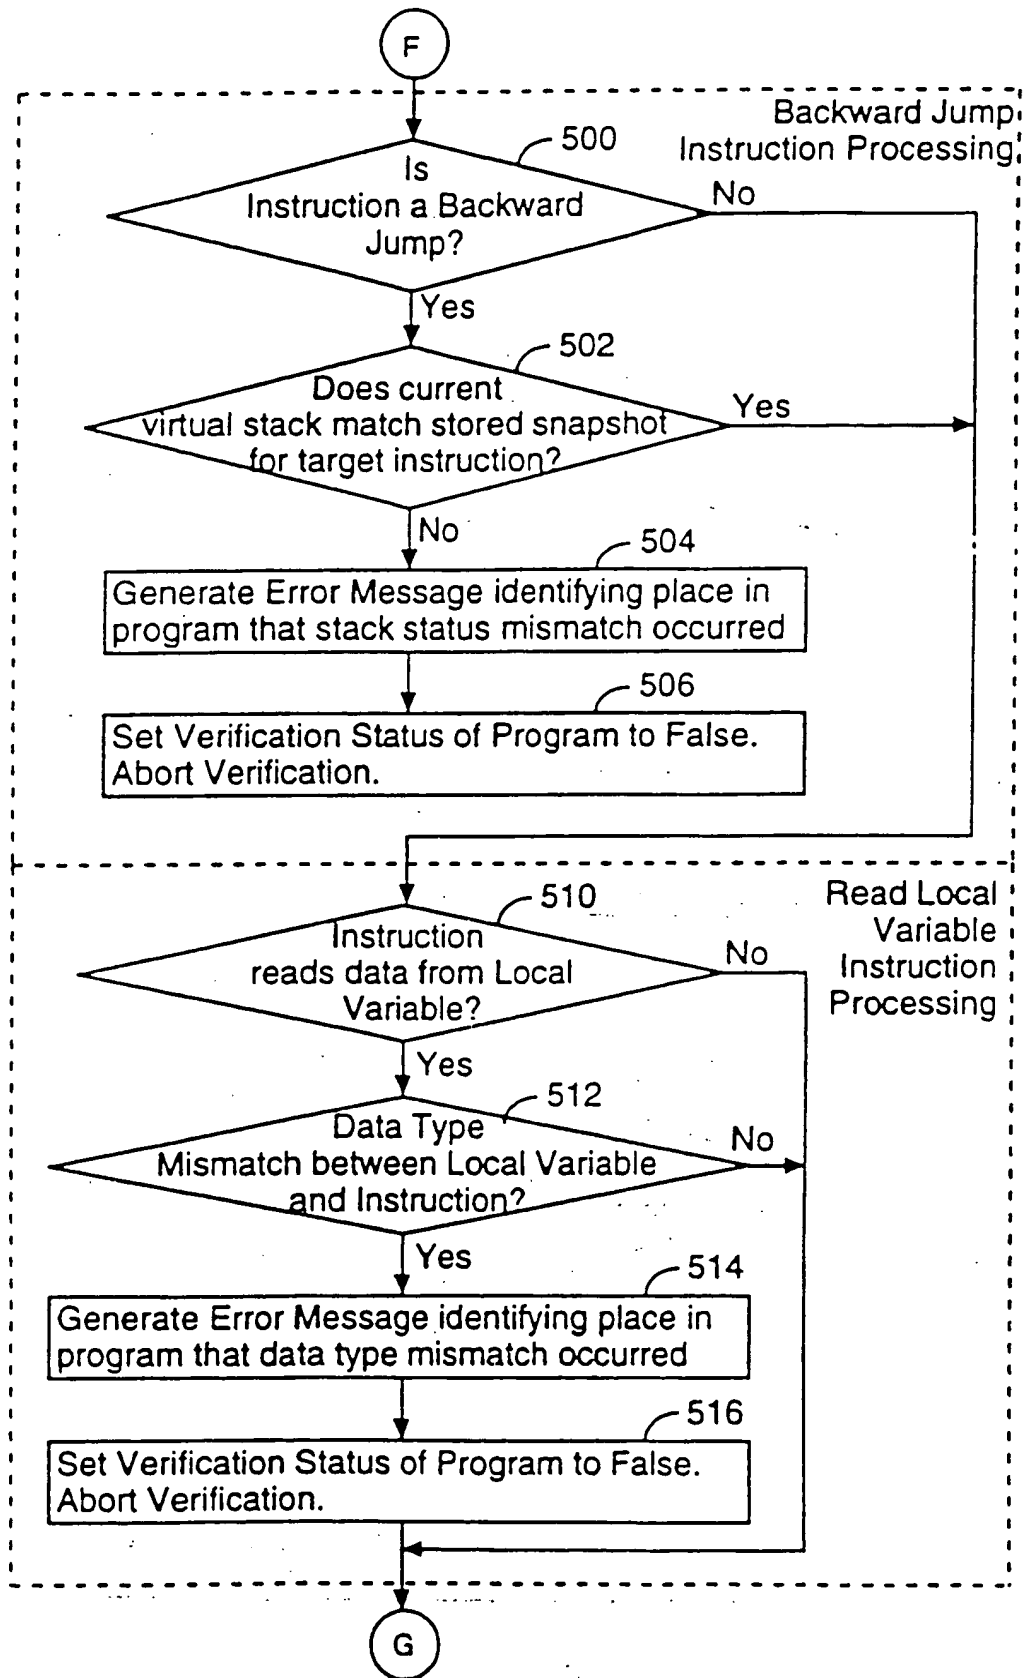 F
Backward Jump
Instruction Processing
500
Is
Instruction a Backward
Jump?
No
Yes
502
Does current
virtual stack match stored snapshot
for target instruction?
Yes
No
504
Generate Error Message identifying place in
program that stack status mismatch occurred
506
Set Verification Status of Program to False.
Abort Verification.
Read Local
Variable
Instruction
Processing
510
Instruction
reads data from Local
Variable?
No
Yes
512
Data Type
Mismatch between Local Variable
and Instruction?
No
Yes
514
Generate Error Message identifying place in
program that data type mismatch occurred
516
Set Verification Status of Program to False.
Abort Verification.
G